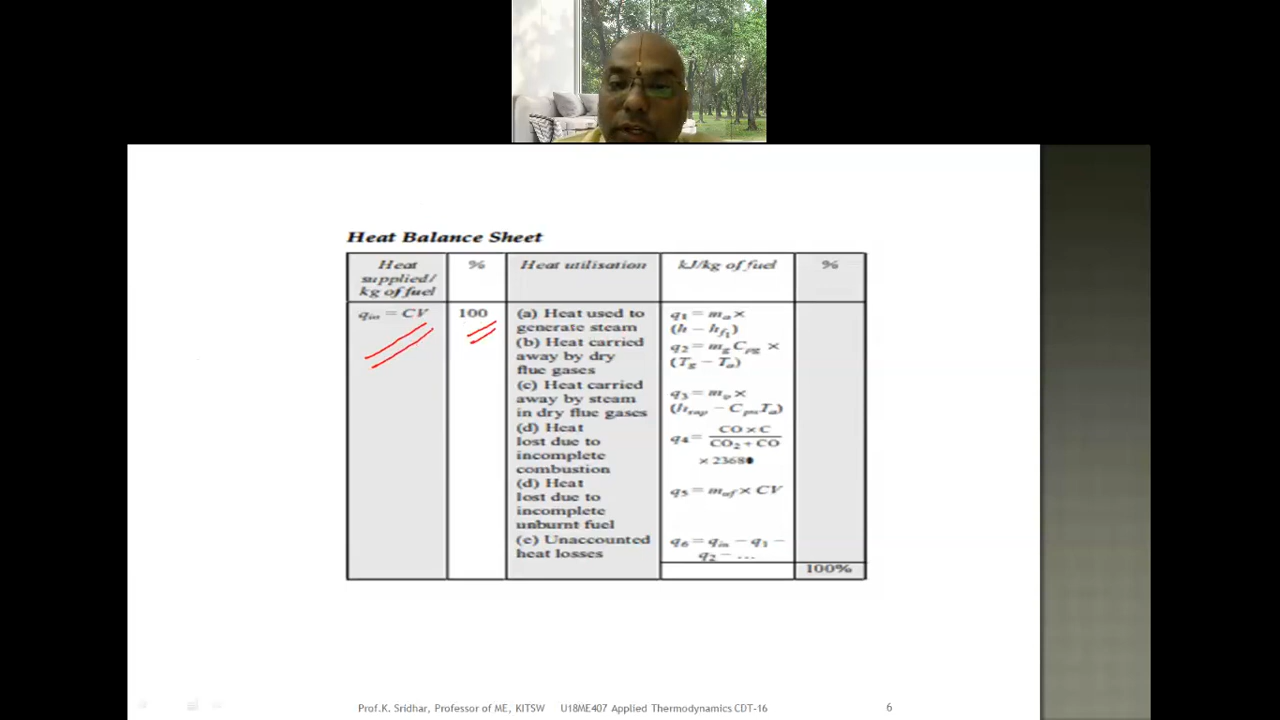 Heat Balance Sheet
Heat
supplied/
kg of fuel
%
Heat utilisation
kJ/kg of fuel
%
qin = CV
100
(a) Heat used to
generate steam
(b) Heat carried
away by dry
flue gases
(c) Heat carried
away by steam
in dry flue gases
(d) Heat
lost due to
incomplete
combustion
(d) Heat
lost due to
incomplete
unburnt fuel
(e) Unaccounted
heat losses
q1 = ma ×
(h − hf1)
q2 = mg Cpg ×
(Tg − Ta)
q3 = mv ×
(hsup − CpsTa)
q4 = CO × C
CO2 + CO
× 23680
q5 = muf × CV
q6 = qin − q1 −
q2 − ...
100%
Prof.K. Sridhar, Professor of ME, KITSW U18ME407 Applied Thermodynamics CDT-16
6